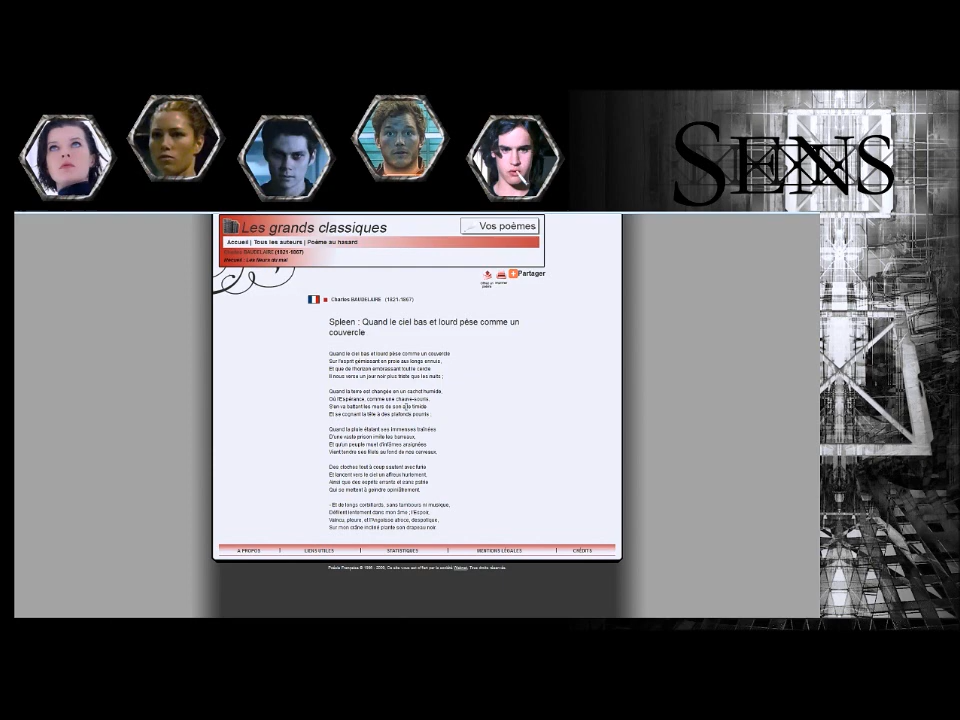 SENS
Les grands classiques
Vos poèmes
Accueil | Tous les auteurs | Poème au hasard
Charles BAUDELAIRE (1821-1867)
Recueil : Les fleurs du mal
Partager
Charles BAUDELAIRE (1821-1867)
Spleen : Quand le ciel bas et lourd pèse comme un
couvercle
Quand le ciel bas et lourd pèse comme un couvercle
Sur l'esprit gémissant en proie aux longs ennuis,
Et que de l'horizon embrassant tout le cercle
Il nous verse un jour noir plus triste que les nuits ;
Quand la terre est changée en un cachot humide,
Où l'Espérance, comme une chauve-souris,
S'en va battant les murs de son aile timide
Et se cognant la tête à des plafonds pourris ;
Quand la pluie étalant ses immenses traînées
D'une vaste prison imite les barreaux,
Et qu'un peuple muet d'infâmes araignées
Vient tendre ses filets au fond de nos cerveaux,
Des cloches tout à coup sautent avec furie
Et lancent vers le ciel un affreux hurlement,
Ainsi que des esprits errants et sans patrie
Qui se mettent à geindre opiniâtrement.
- Et de longs corbillards, sans tambours ni musique,
Défilent lentement dans mon âme ; l'Espoir,
Vaincu, pleure, et l'Angoisse atroce, despotique,
Sur mon crâne incliné plante son drapeau noir.
A PROPOS | LIENS UTILES | STATISTIQUES | MENTIONS LÉGALES | CRÉDITS